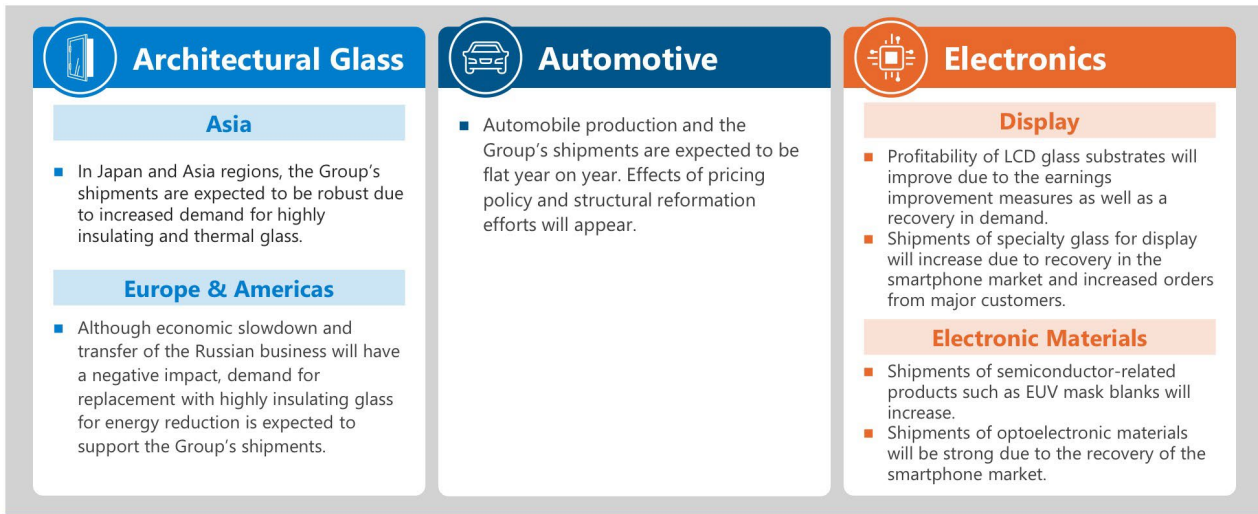 Architectural Glass
Asia
■ In Japan and Asia regions, the Group's
shipments are expected to be robust due
to increased demand for highly
insulating and thermal glass.
Europe & Americas
■ Although economic slowdown and
transfer of the Russian business will have
a negative impact, demand for
replacement with highly insulating glass
for energy reduction is expected to
support the Group's shipments.
Automotive
■ Automobile production and the
Group's shipments are expected to be
flat year on year. Effects of pricing
policy and structural reformation
efforts will appear.
Electronics
Display
■ Profitability of LCD glass substrates will
improve due to the earnings
improvement measures as well as a
recovery in demand.
■ Shipments of specialty glass for display
will increase due to recovery in the
smartphone market and increased orders
from major customers.
Electronic Materials
■ Shipments of semiconductor-related
products such as EUV mask blanks will
increase.
■ Shipments of optoelectronic materials
will be strong due to the recovery of the
smartphone market.